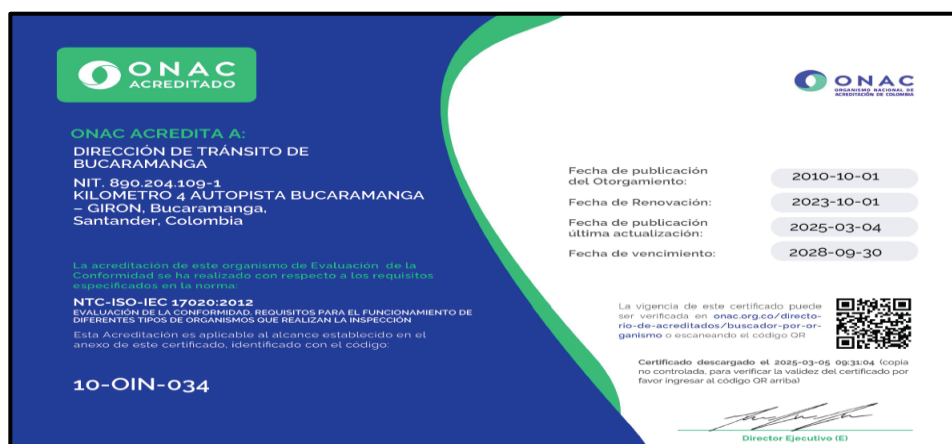 ONAC
ACREDITADO
ONAC ACREDITA A:
DIRECCIÓN DE TRÁNSITO DE
BUCARAMANGA
NIT. 890.204.109-1
KILOMETRO 4 AUTOPISTA BUCARAMANGA
– GIRON, Bucaramanga,
Santander, Colombia
La acreditación de este organismo de Evaluación de la
Conformidad se ha realizado con respecto a los requisitos
especificados en la norma:
NTC-ISO-IEC 17020:2012
EVALUACIÓN DE LA CONFORMIDAD. REQUISITOS PARA EL FUNCIONAMIENTO DE
DIFERENTES TIPOS DE ORGANISMOS QUE REALIZAN LA INSPECCIÓN
Esta Acreditación es aplicable al alcance establecido en el
anexo de este certificado, identificado con el código:
10-OIN-034
ONAC
ORGANISMO NACIONAL DE
ACREDITACIÓN DE COLOMBIA
Fecha de publicación
del Otorgamiento:
2010-10-01
Fecha de Renovación:
2023-10-01
Fecha de publicación
última actualización:
2025-03-04
Fecha de vencimiento:
2028-09-30
La vigencia de este certificado puede
ser verificada en onac.org.co/directo-
rio-de-acreditados/buscador-por-or-
ganismo o escaneando el código QR
Certificado descargado el 2025-03-05 09:31:04 (copia
no controlada, para verificar la validez del certificado por
favor ingresar al código QR arriba)
Director Ejecutivo (E)